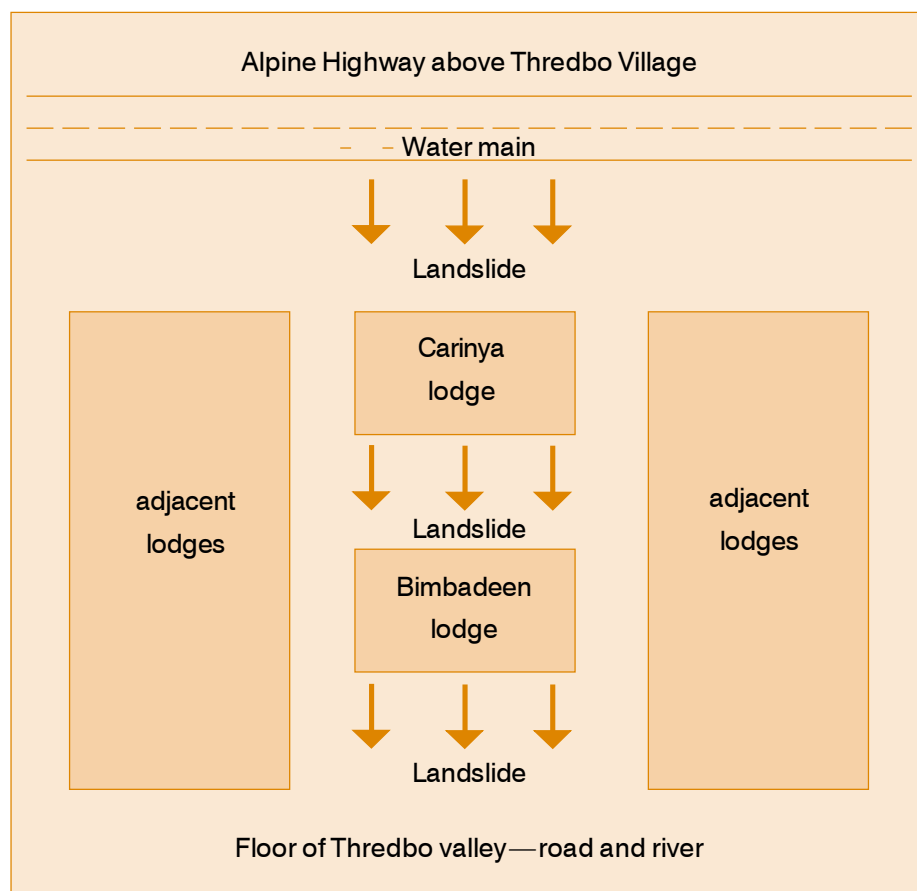 Alpine Highway above Thredbo Village
Water main
Landslide
Carinya
lodge
adjacent
lodges
adjacent
lodges
Landslide
Bimbadeen
lodge
Landslide
Floor of Thredbo valley—road and river